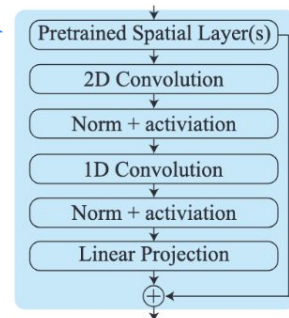 Pretrained Spatial Layer(s)
2D Convolution
Norm + activiation
1D Convolution
Norm + activiation
Linear Projection